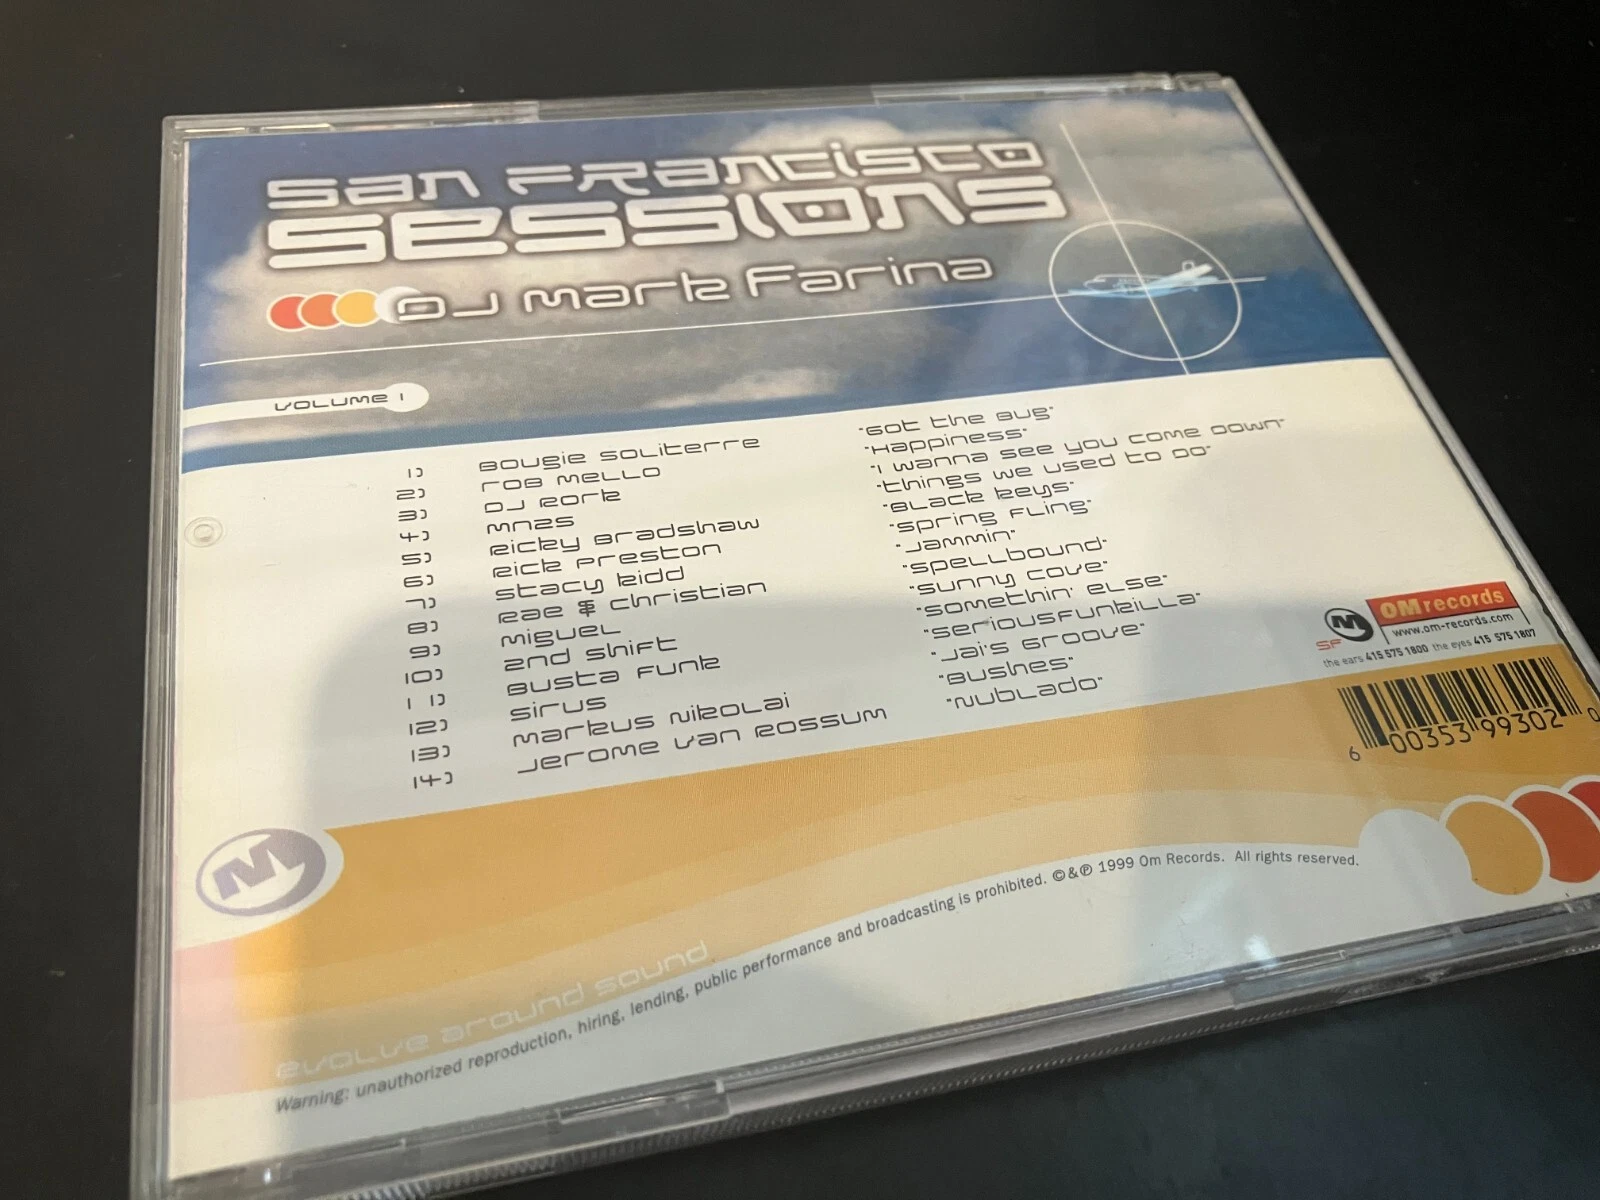 San Francisco
Sessions
DJ Mark Farina
Volume 1
1) Bougie Soliterre "Got the Bug"
2) Rob Mello "Happiness"
3) DJ Rork "I wanna see you come down"
4) MN2S "things we used to do"
5) Ricky Bradshaw "Black Keys"
6) Rick Preston "Spring Fling"
7) Stacy Kidd "Jammin"
8) Rae & Christian "Spellbound"
9) Miguel "Sunny Cove"
10) 2nd Shift "Somethin' Else"
11) Busta Funk "Seriousfunkilla"
12) Sirus "Jai's Groove"
13) Markus Nikolai "Bushes"
14) Jerome Van Rossum "Nublado"
M
SF
OM records
www.om-records.com
the ears 415 575 1800 the eyes 415 575 1807
6 00353 99302 0
M
evolve around sound
Warning: unauthorized reproduction, hiring, lending, public performance and broadcasting is prohibited. ©&℗ 1999 Om Records. All rights reserved.